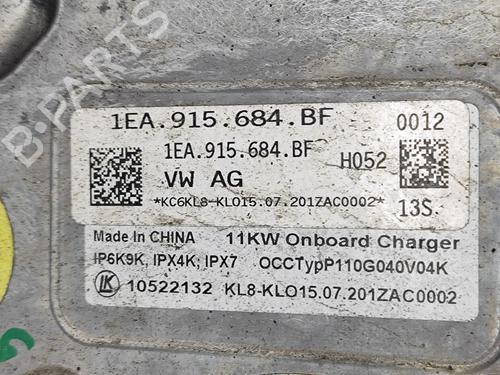 1EA.915.684.BF 0012
1EA.915.684.BF H052
VW AG
*KC6KL8-KLO15.07.201ZAC0002* 13S
Made In CHINA 11KW Onboard Charger
IP6K9K, IPX4K, IPX7 OCCTypP110G040V04K
LK 10522132 KL8-KLO15.07.201ZAC0002
B-PARTS